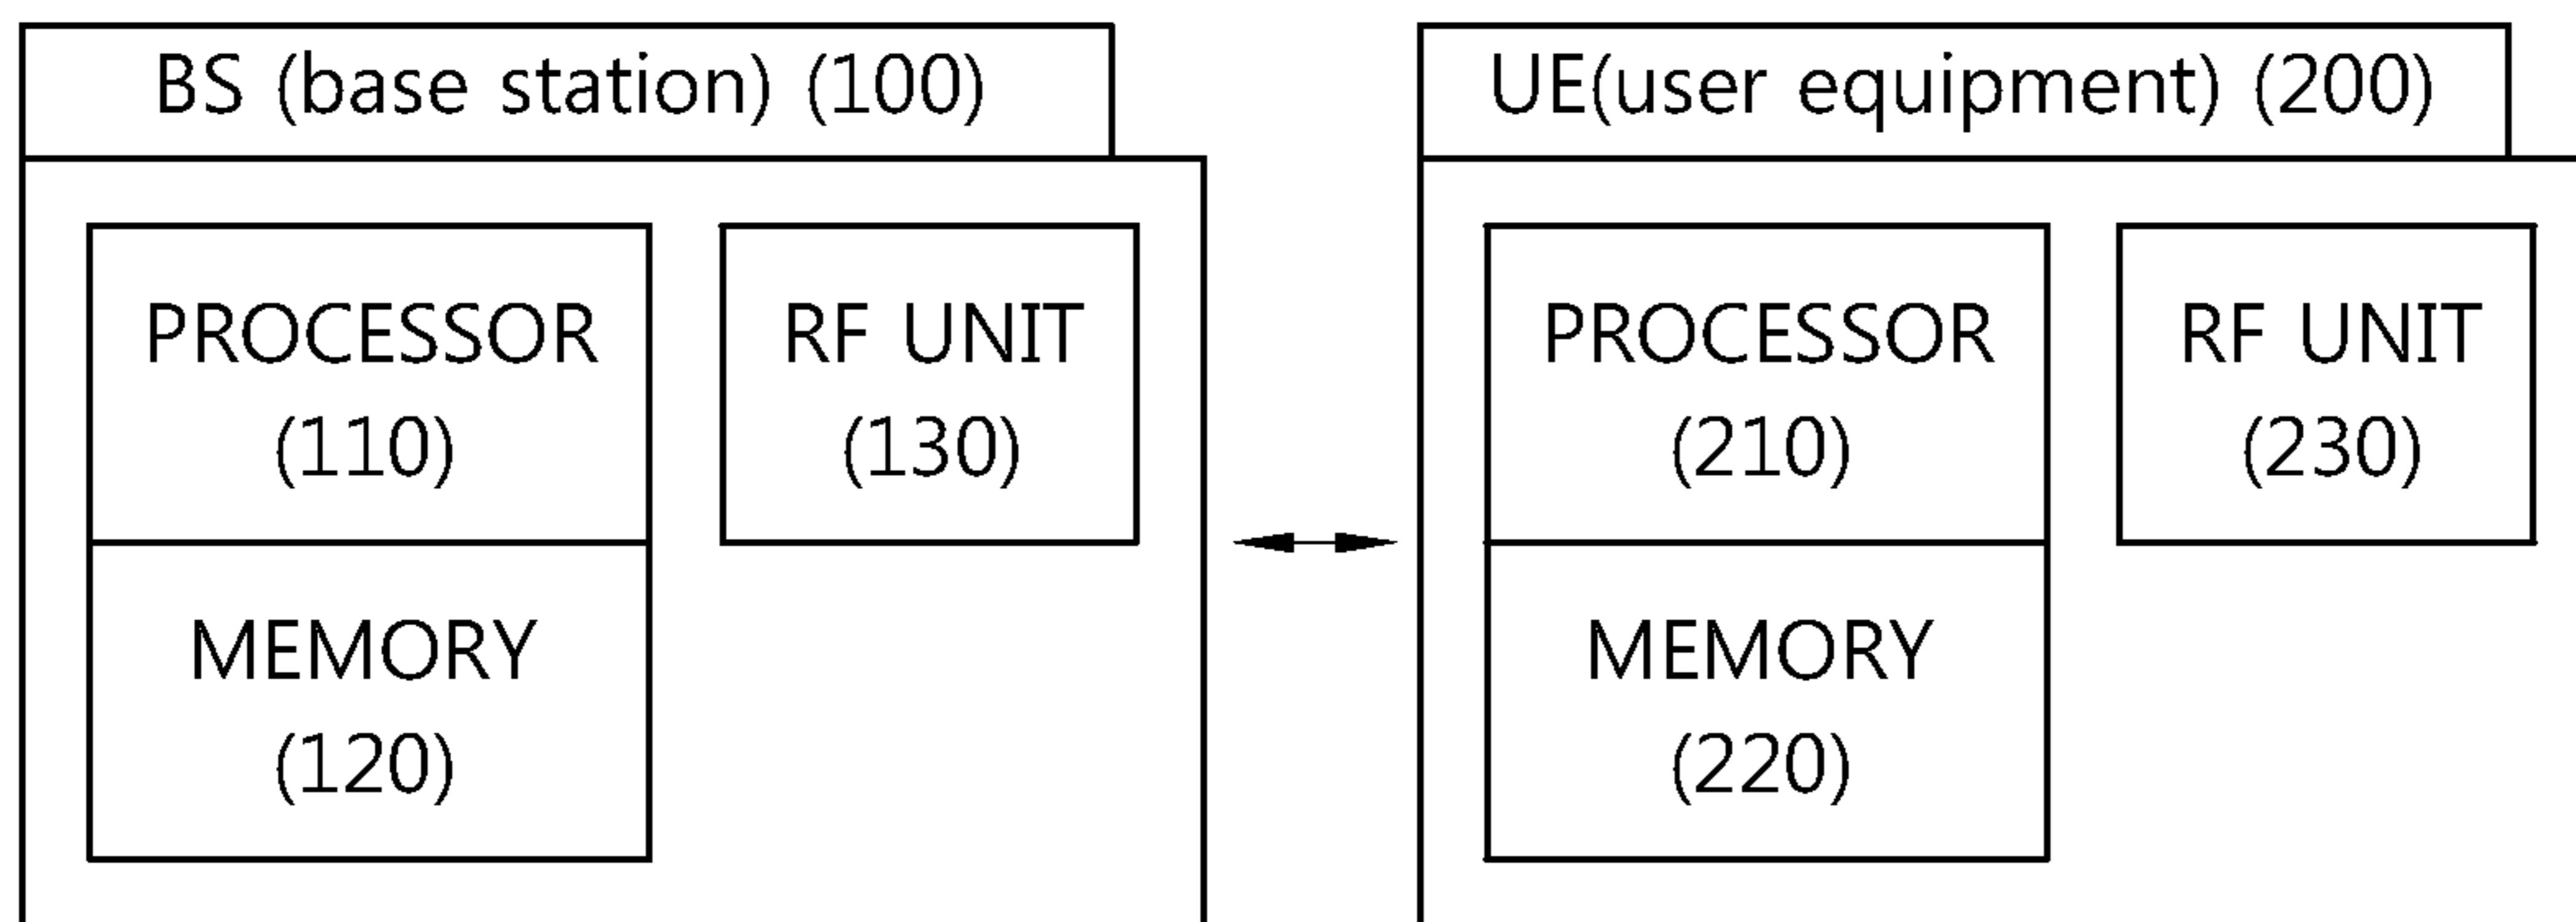 BS (base station) (100)
PROCESSOR
(110)
RF UNIT
(130)
MEMORY
(120)
UE(user equipment) (200)
PROCESSOR
(210)
RF UNIT
(230)
MEMORY
(220)